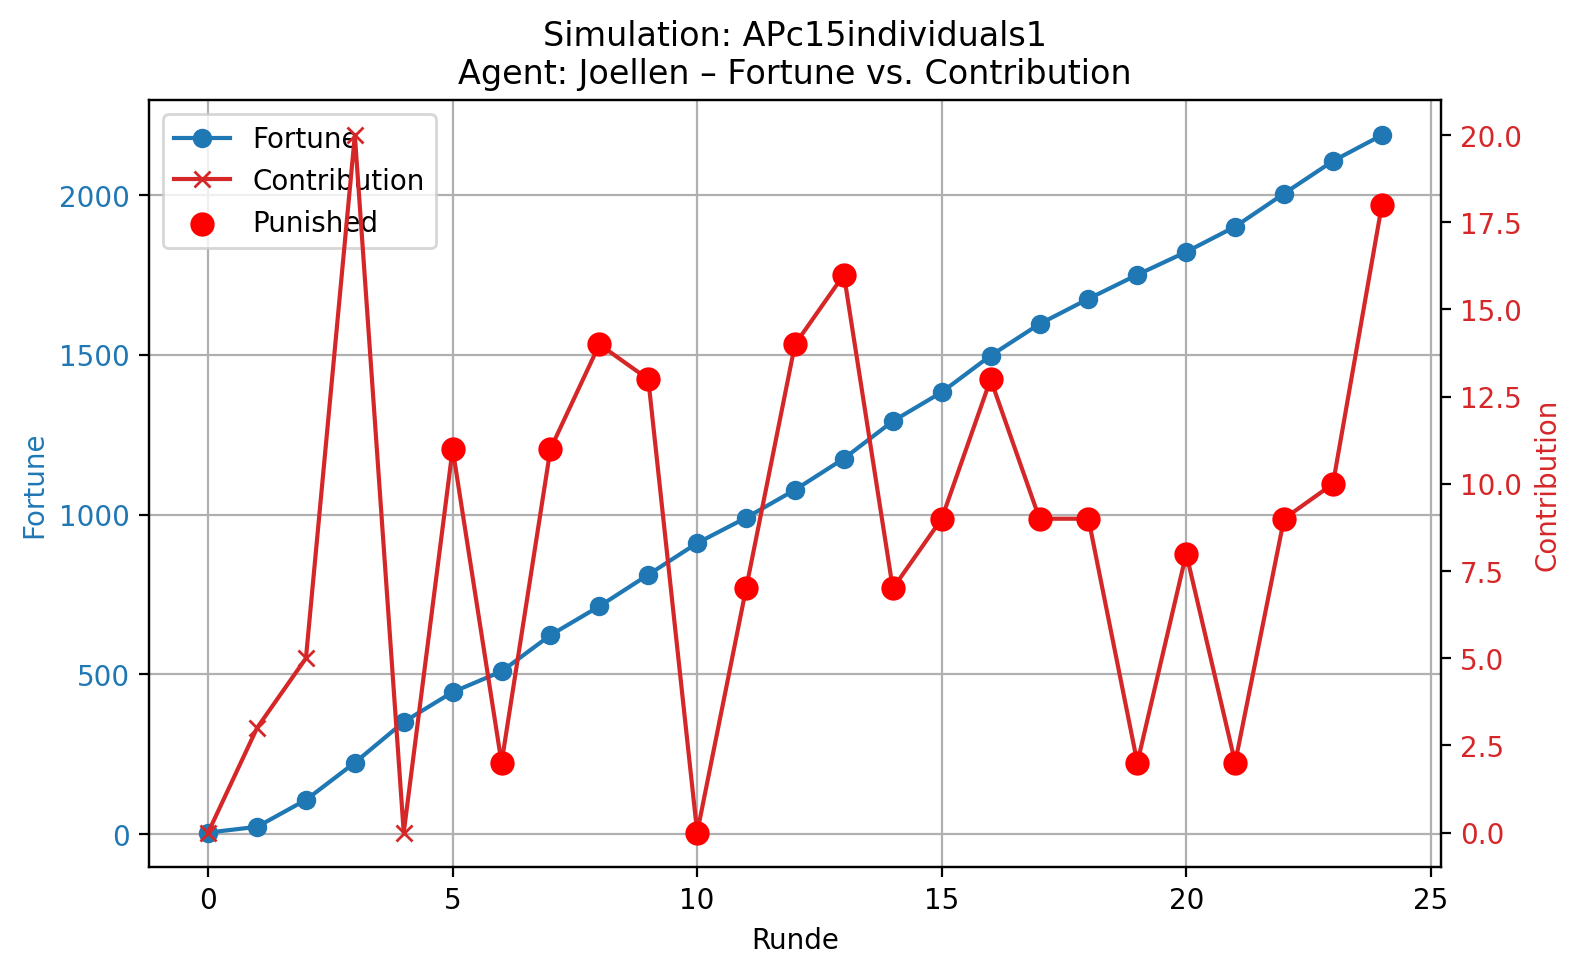 Simulation: APc15individuals1
Agent: Joellen – Fortune vs. Contribution
Fortune
Contribution
Punished
2000
1500
1000
500
0
Fortune
20.0
17.5
15.0
12.5
10.0
7.5
5.0
2.5
0.0
Contribution
0 5 10 15 20 25
Runde